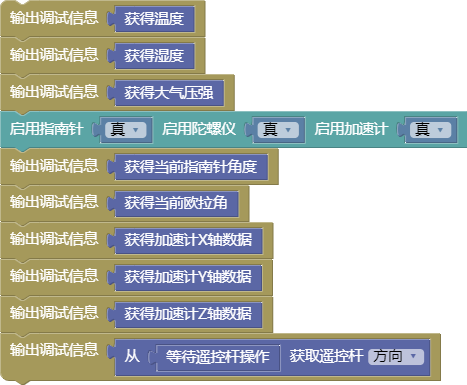 输出调试信息 获得温度
输出调试信息 获得湿度
输出调试信息 获得大气压强
启用指南针 真 启用陀螺仪 真 启用加速计 真
输出调试信息 获得当前指南针角度
输出调试信息 获得当前欧拉角
输出调试信息 获得加速计X轴数据
输出调试信息 获得加速计Y轴数据
输出调试信息 获得加速计Z轴数据
输出调试信息 从 等待遥控杆操作 获取遥控杆 方向